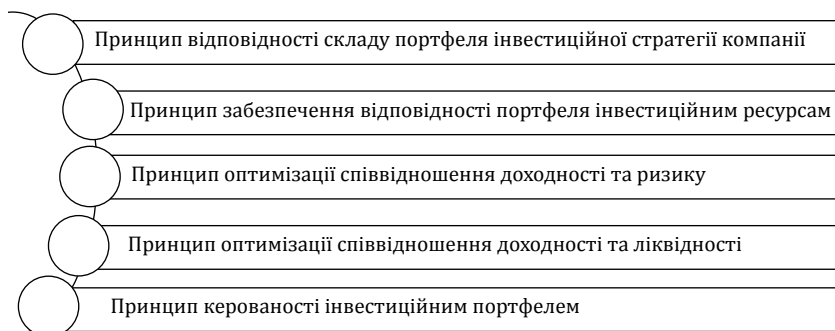 Принцип відповідності складу портфеля інвестиційної стратегії компанії
Принцип забезпечення відповідності портфеля інвестиційним ресурсам
Принцип оптимізації співвідношення доходності та ризику
Принцип оптимізації співвідношення доходності та ліквідності
Принцип керованості інвестиційним портфелем